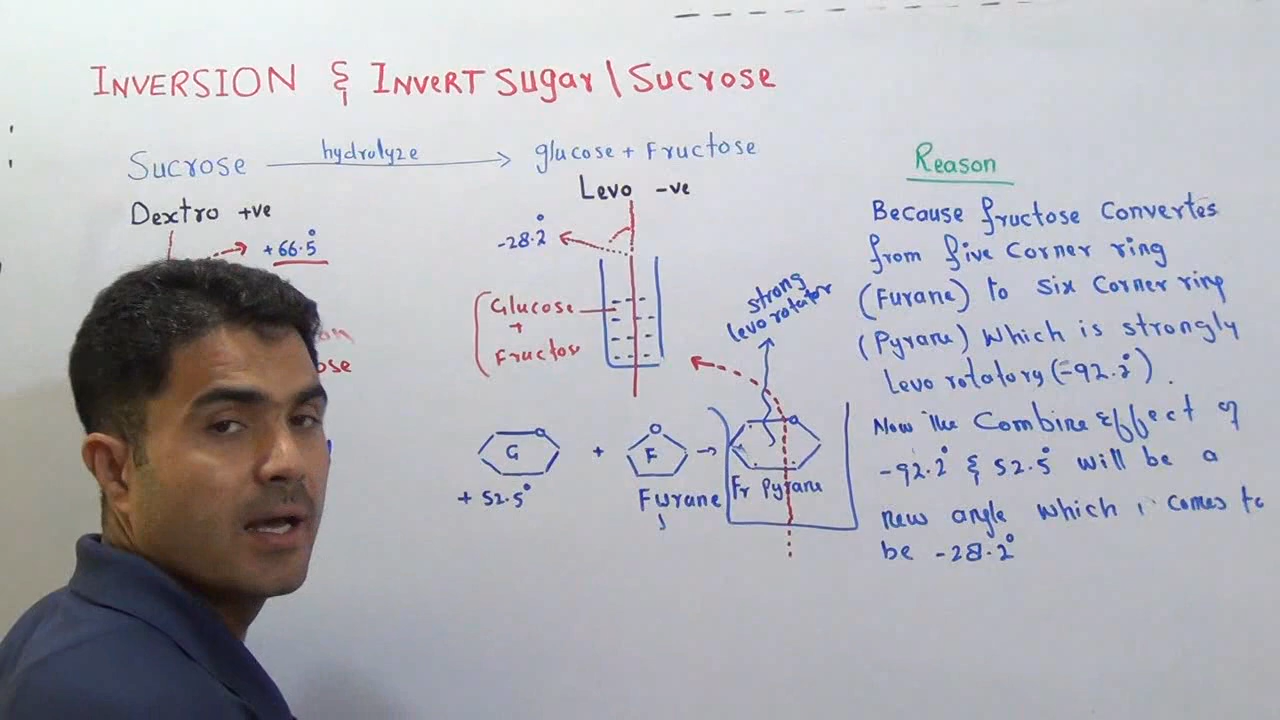 INVERSION & INVERT Sugar \ Sucrose
Sucrose hydrolyze glucose + Fructose
Dextro +ve
+66.5°
ose
Levo -ve
-28.2°
Glucose
+
Fructos
strong
levo rotator
G + F →
+ 52.5°
Furane
Fr Pyrane
Reason
Because fructose Convertes
from five Corner ring
(Furane) to six Corner ring
(Pyrane) Which is strongly
Levo rotatory (-92.2°).
Now the Combine Effect of
-92.2° & 52.5° will be a
new angle which comes to
be -28.2°